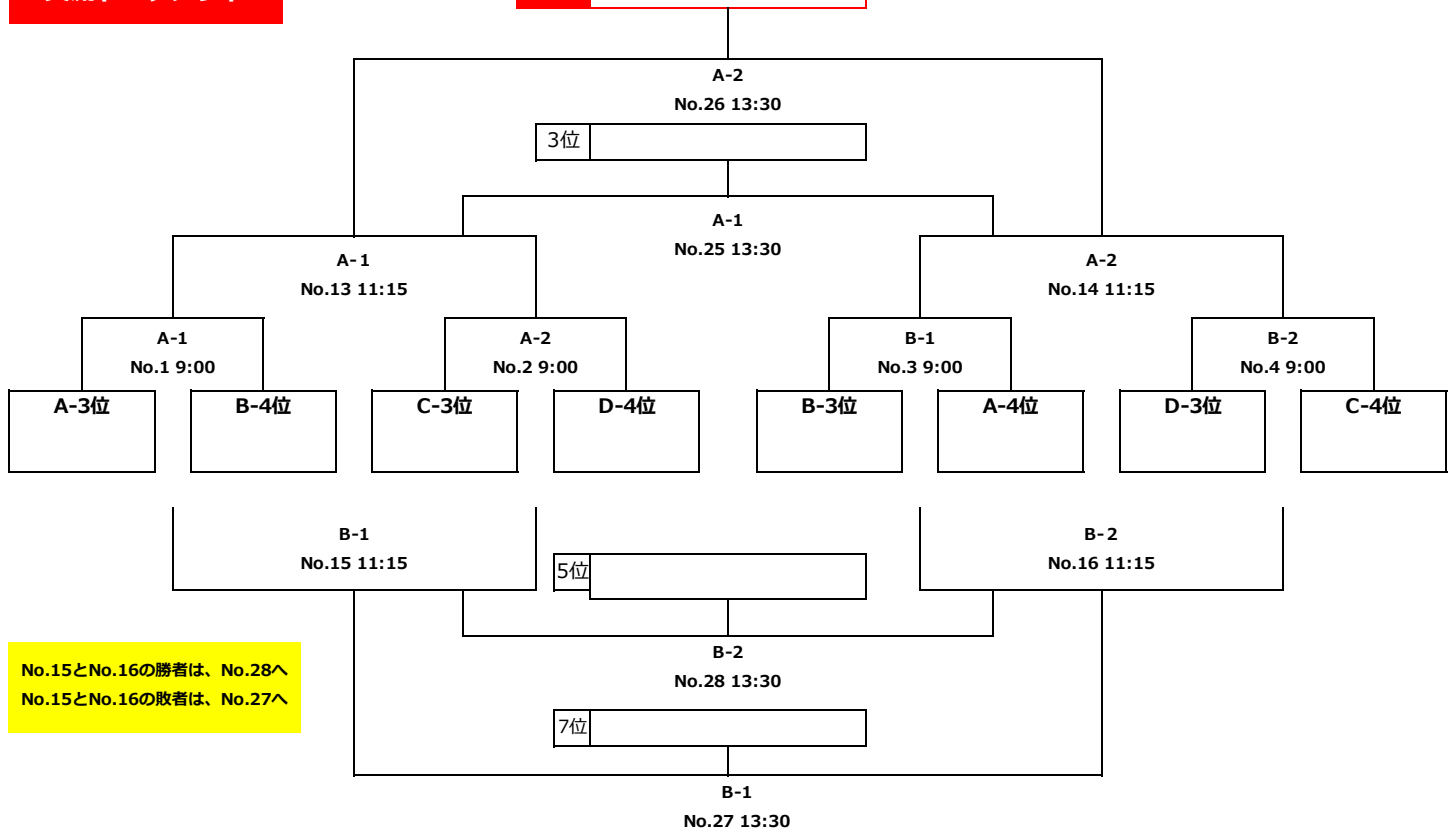 A-2
No.26 13:30
3位
A-1
No.25 13:30
A-1
No.13 11:15
A-2
No.14 11:15
A-1
No.1 9:00
A-2
No.2 9:00
B-1
No.3 9:00
B-2
No.4 9:00
A-3位
B-4位
C-3位
D-4位
B-3位
A-4位
D-3位
C-4位
B-1
No.15 11:15
B-2
No.16 11:15
5位
B-2
No.28 13:30
No.15とNo.16の勝者は、No.28へ
No.15とNo.16の敗者は、No.27へ
7位
B-1
No.27 13:30